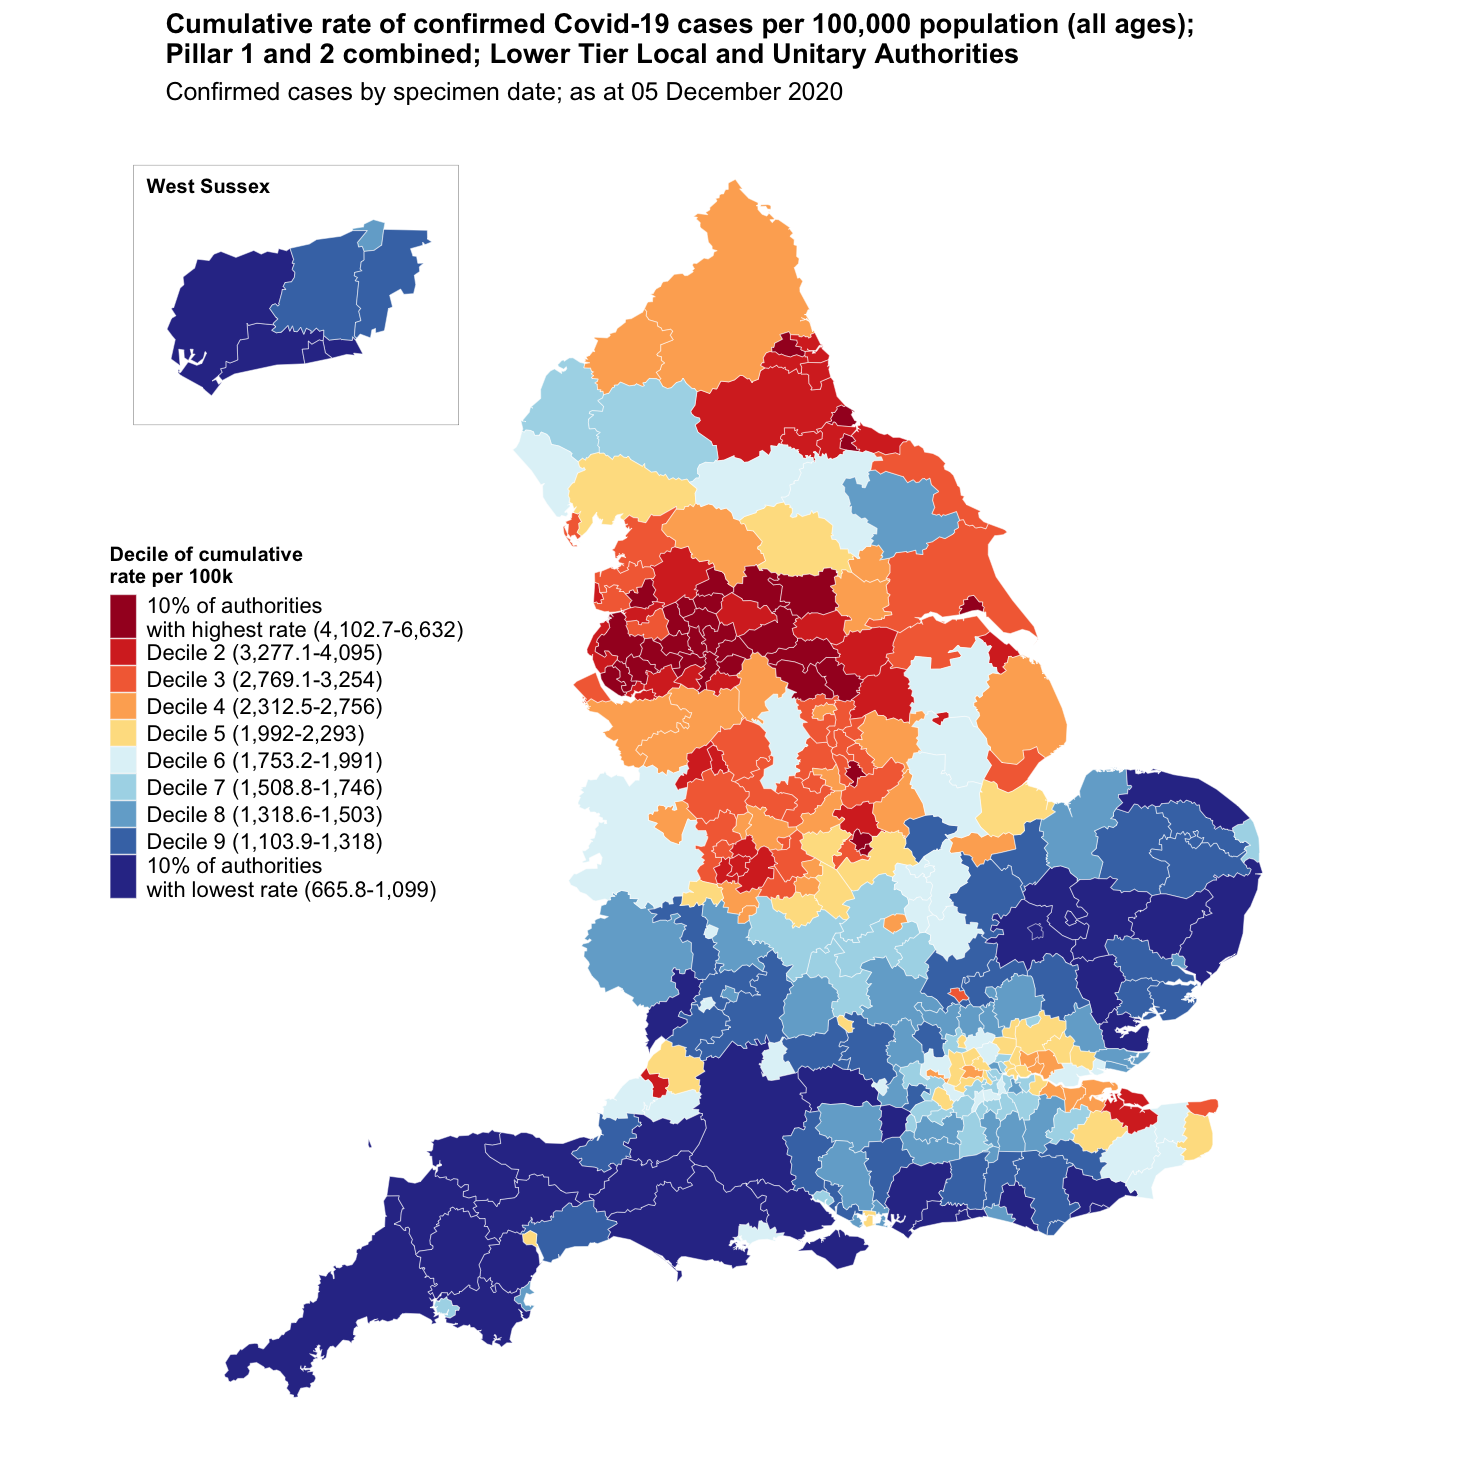 Cumulative rate of confirmed Covid-19 cases per 100,000 population (all ages);
Pillar 1 and 2 combined; Lower Tier Local and Unitary Authorities
Confirmed cases by specimen date; as at 05 December 2020
West Sussex
Decile of cumulative
rate per 100k
10% of authorities
with highest rate (4,102.7-6,632)
Decile 2 (3,277.1-4,095)
Decile 3 (2,769.1-3,254)
Decile 4 (2,312.5-2,756)
Decile 5 (1,992-2,293)
Decile 6 (1,753.2-1,991)
Decile 7 (1,508.8-1,746)
Decile 8 (1,318.6-1,503)
Decile 9 (1,103.9-1,318)
10% of authorities
with lowest rate (665.8-1,099)